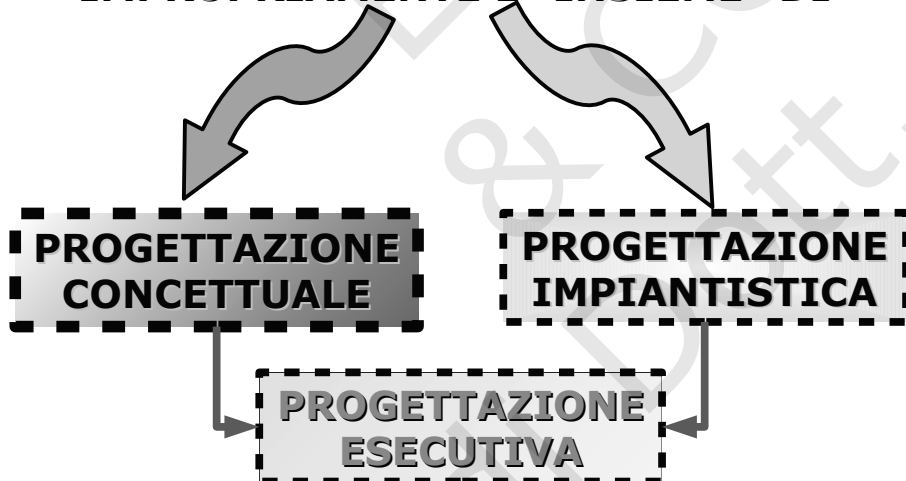 PROGETTAZIONE
CONCETTUALE
PROGETTAZIONE
IMPIANTISTICA
PROGETTAZIONE
ESECUTIVA